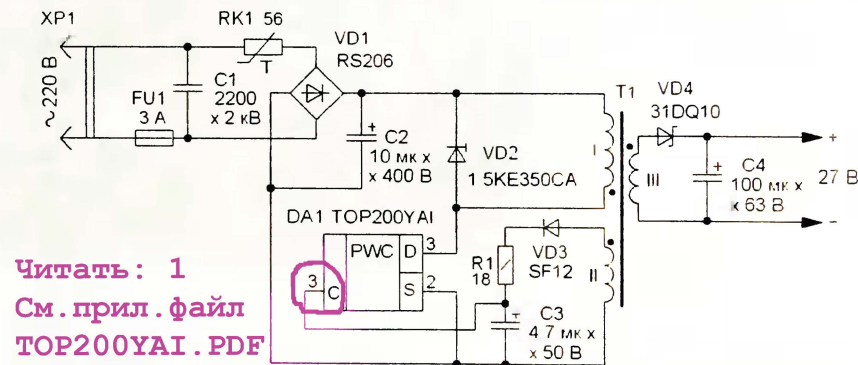 XP1
~220 В
FU1
3 А
RK1 56
T
C1
2200
х 2 кВ
VD1
RS206
C2
10 мк х
х 400 В
VD2
1 5KE350CA
T1
I
II
III
VD4
31DQ10
C4
100 мк х
к 63 В
+
27 В
−
DA1 TOP200YAI
PWC
D
S
C
3
2
3
R1
18
VD3
SF12
C3
4 7 мк х
х 50 В
Читать: 1
См.прил.файл
TOP200YAI.PDF